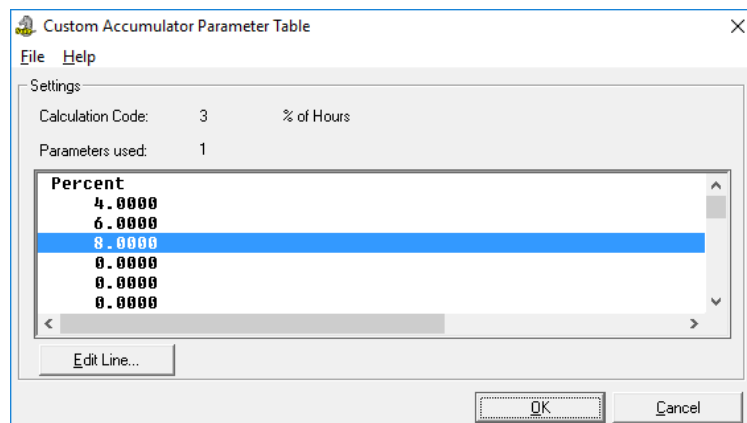 Custom Accumulator Parameter Table
File Help
Settings
Calculation Code: 3 % of Hours
Parameters used: 1
Percent
4.0000
6.0000
8.0000
0.0000
0.0000
0.0000
Edit Line...
OK Cancel